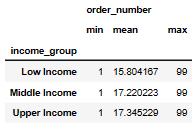 order_number
min mean max
income_group
Low Income 1 15.804167 99
Middle Income 1 17.220223 99
Upper Income 1 17.345229 99